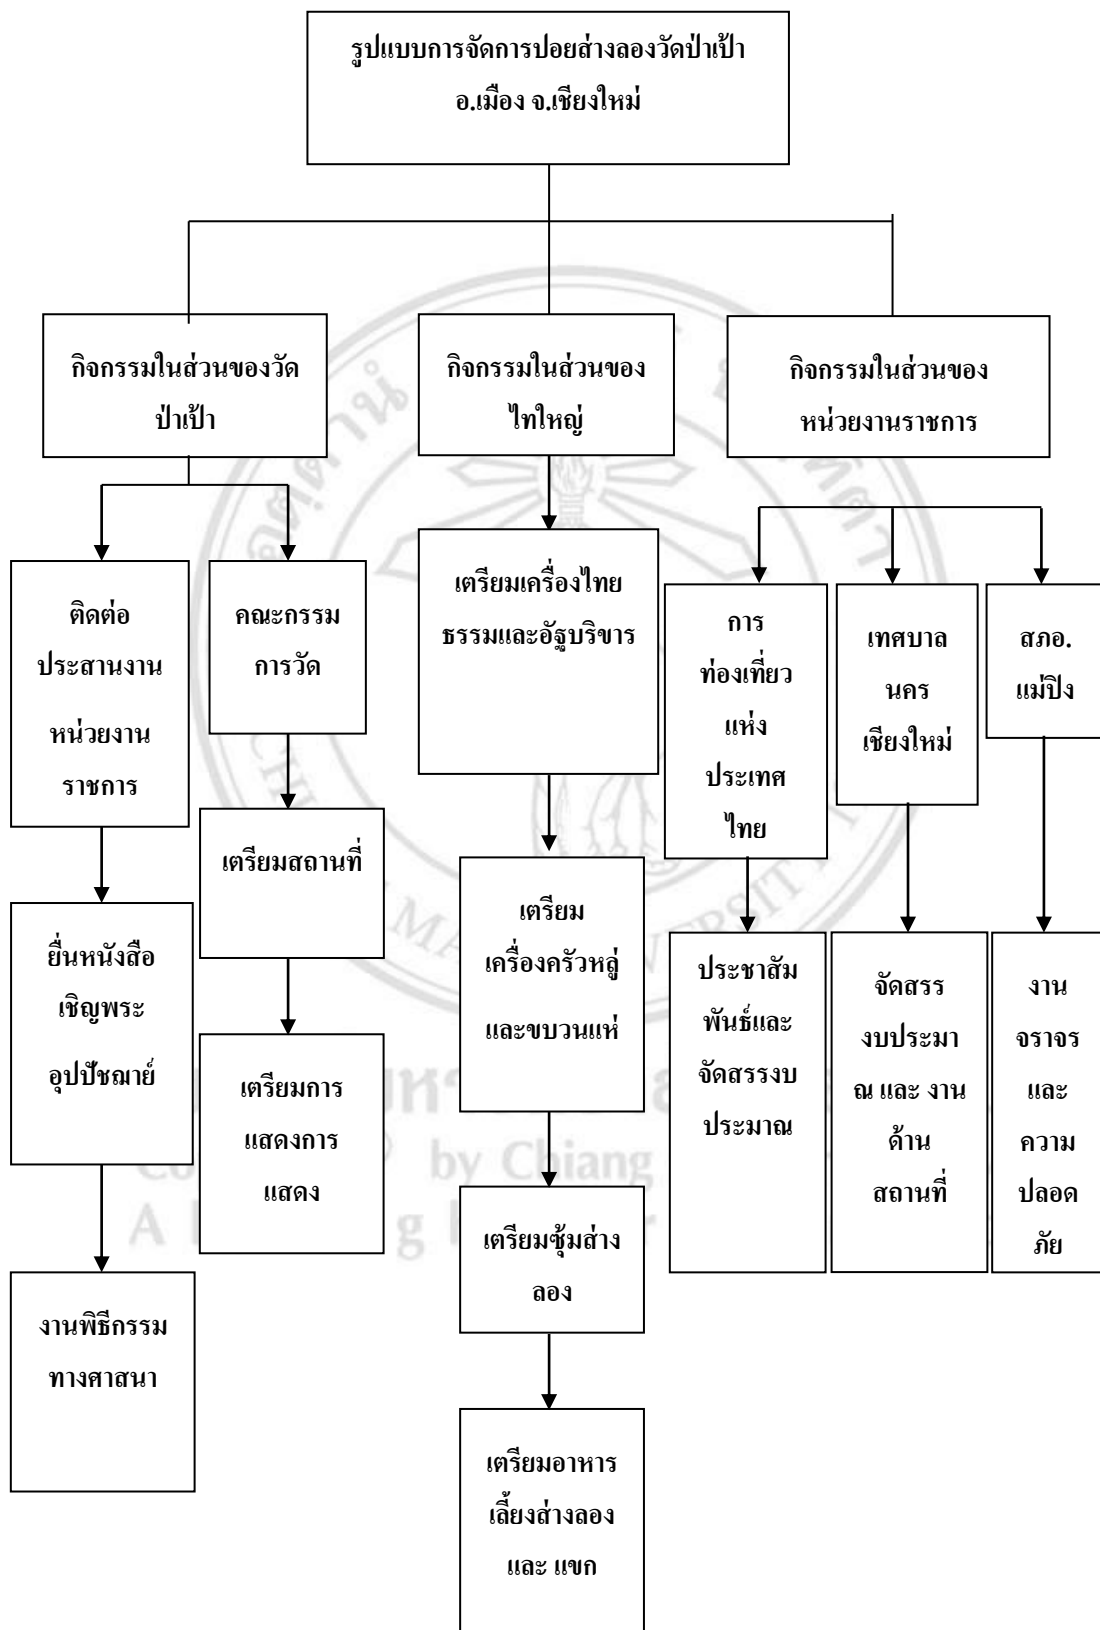 รูปแบบการจัดการปอยส่างลองวัดป่าเป้า
อ.เมือง จ.เชียงใหม่
กิจกรรมในส่วนของวัด
ป่าเป้า
กิจกรรมในส่วนของ
ไทใหญ่
กิจกรรมในส่วนของ
หน่วยงานราชการ
ติดต่อ
ประสานงาน
หน่วยงาน
ราชการ
คณะกรรม
การวัด
เตรียมเครื่องไทย
ธรรมและอัฐบริขาร
การ
ท่องเที่ยว
แห่ง
ประเทศ
ไทย
เทศบาล
นคร
เชียงใหม่
สภอ.
แม่ปิง
ยื่นหนังสือ
เชิญพระ
อุปปัชฌาย์
เตรียมสถานที่
เตรียม
เครื่องครัวหลู่
และขบวนแห่
ประชาสัม
พันธ์และ
จัดสรรงบ
ประมาณ
จัดสรร
งบประมา
ณ และ งาน
ด้าน
สถานที่
งาน
จราจร
และ
ความ
ปลอด
ภัย
งานพิธีกรรม
ทางศาสนา
เตรียมการ
แสดงการ
แสดง
เตรียมซุ้มส่าง
ลอง
เตรียมอาหาร
เลี้ยงส่างลอง
และ แขก
by Chiang